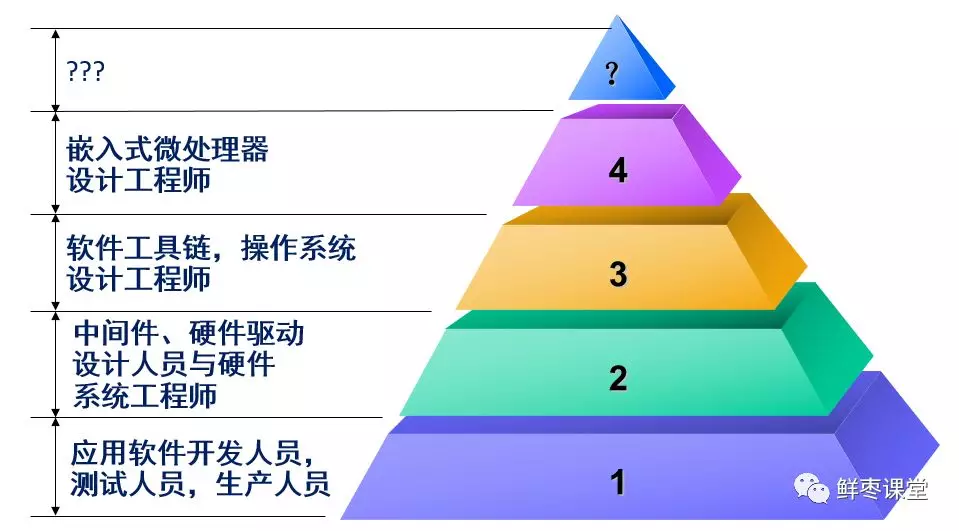 ???
?
嵌入式微处理器
设计工程师
4
软件工具链，操作系统
设计工程师
3
中间件、硬件驱动
设计人员与硬件
系统工程师
2
应用软件开发人员，
测试人员，生产人员
1
鲜枣课堂